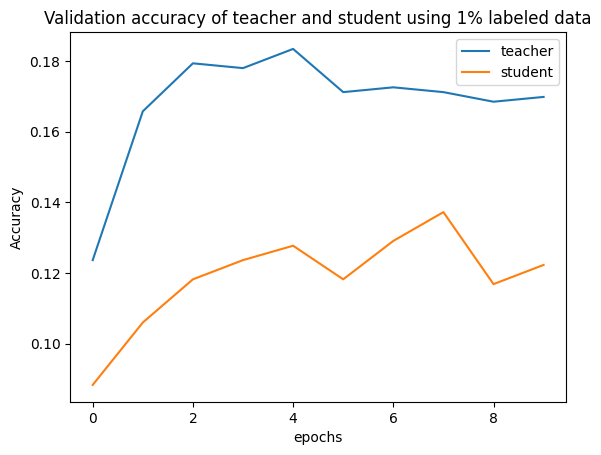 Validation accuracy of teacher and student using 1% labeled data
teacher
student
0.18
0.16
0.14
0.12
0.10
Accuracy
0
2
4
6
8
epochs